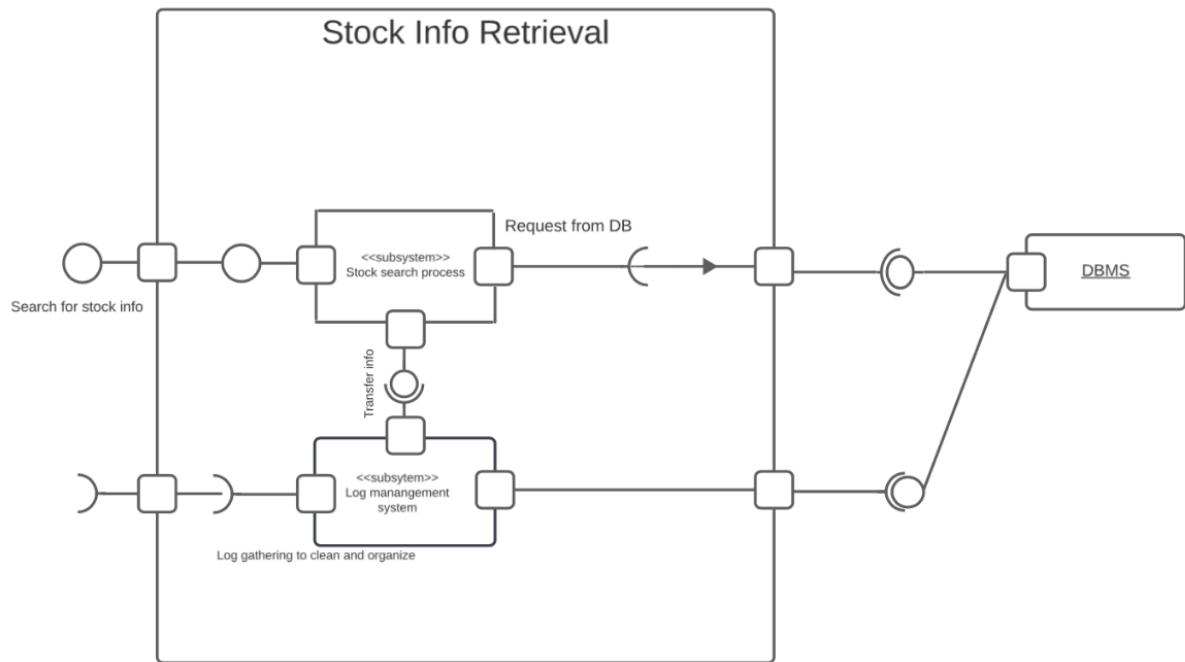 Stock Info Retrieval
Request from DB
<<subsystem>>
Stock search process
DBMS
Search for stock info
Transfer info
<<subsytem>>
Log manangement
system
Log gathering to clean and organize